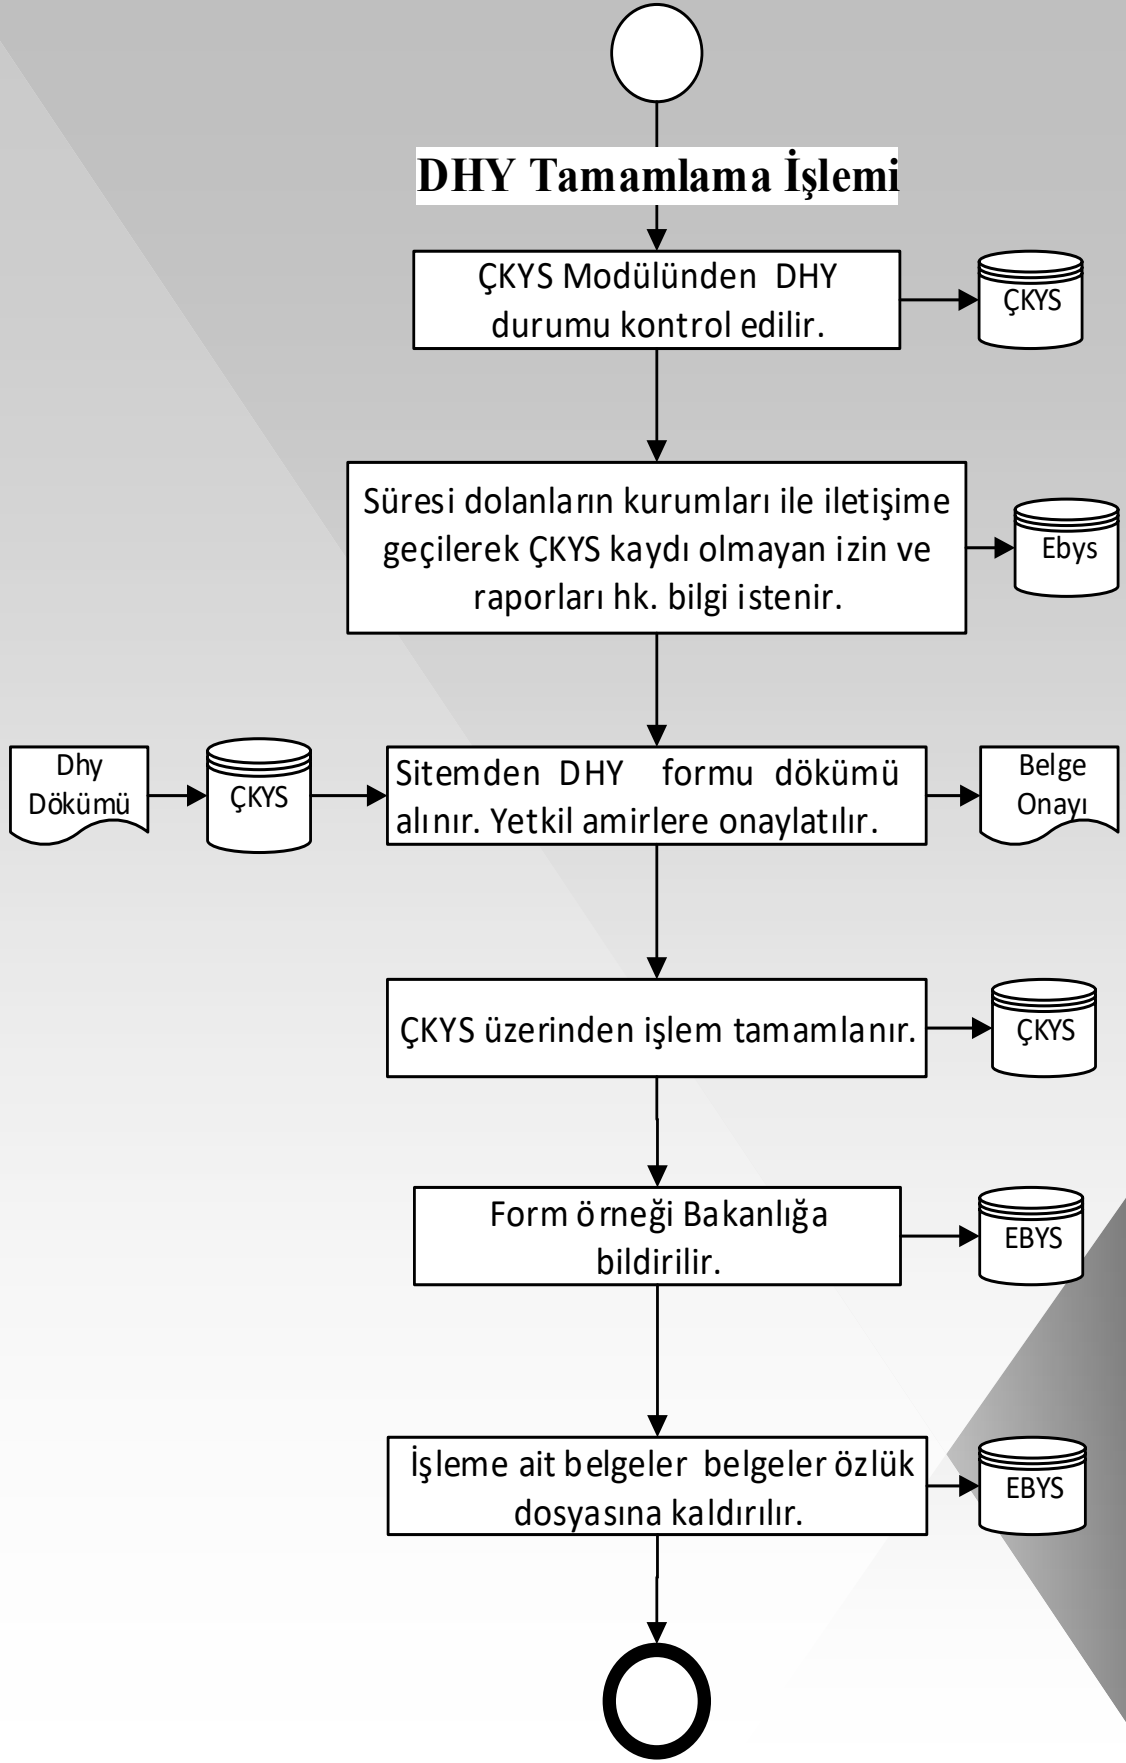 DHY Tamamlama İşlemi
ÇKYS Modülünden DHY
durumu kontrol edilir.
ÇKYS
Süresi dolanların kurumları ile iletişime
geçilerek ÇKYS kaydı olmayan izin ve
raporları hk. bilgi istenir.
Ebys
Dhy
Dökümü
ÇKYS
Sitemden DHY formu dökümü
alınır. Yetkil amirlere onaylatılır.
Belge
Onayı
ÇKYS üzerinden işlem tamamlanır.
ÇKYS
Form örneği Bakanlığa
bildirilir.
EBYS
İşleme ait belgeler belgeler özlük
dosyasına kaldırılır.
EBYS